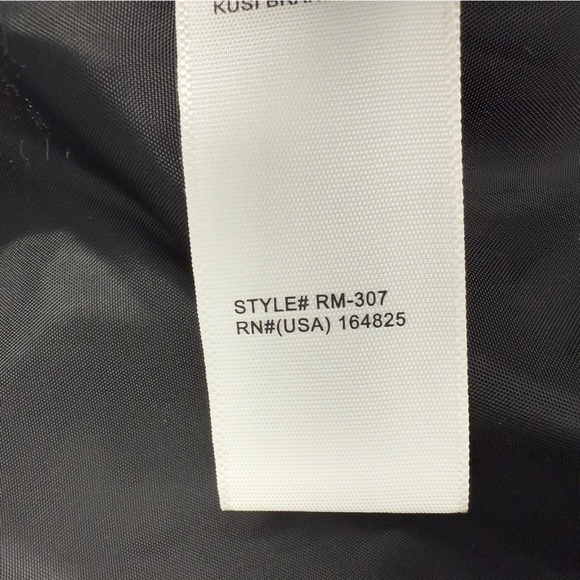 KUSI
STYLE# RM-307
RN#(USA) 164825